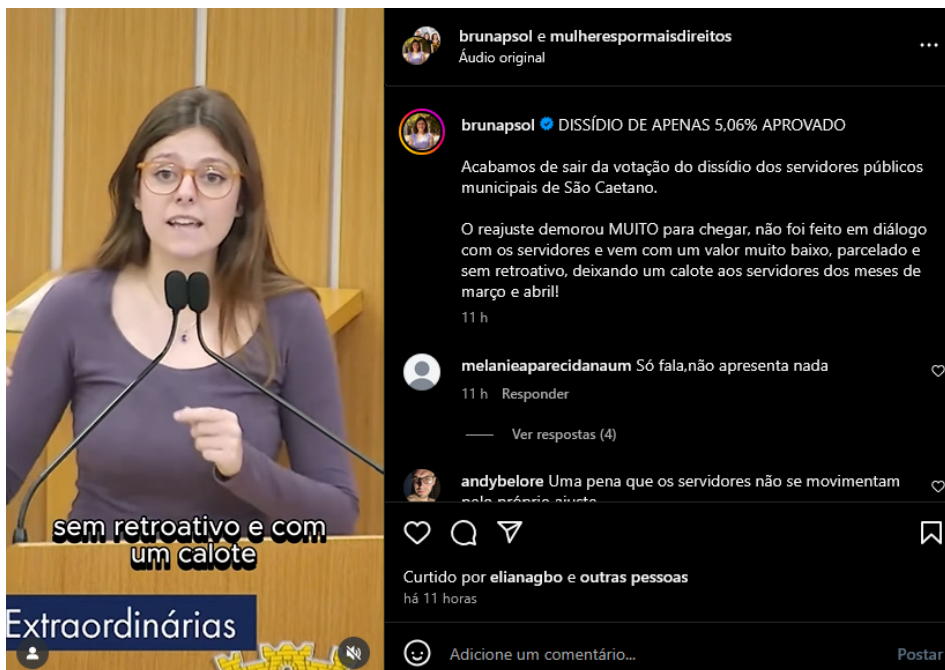 sem retroativo e com
um calote
Extraordinárias
brunapsol e mulherespormaisdireitos
Áudio original
brunapsol DISSÍDIO DE APENAS 5,06% APROVADO
Acabamos de sair da votação do dissídio dos servidores públicos
municipais de São Caetano.
O reajuste demorou MUITO para chegar, não foi feito em diálogo
com os servidores e vem com um valor muito baixo, parcelado e
sem retroativo, deixando um calote aos servidores dos meses de
março e abril!
11 h
melanieaparecidanaum Só fala,não apresenta nada
11 h Responder
Ver respostas (4)
andybelore Uma pena que os servidores não se movimentam
pelo próprio ajuste
Curtido por elianagbo e outras pessoas
há 11 horas
Adicione um comentário...
Postar